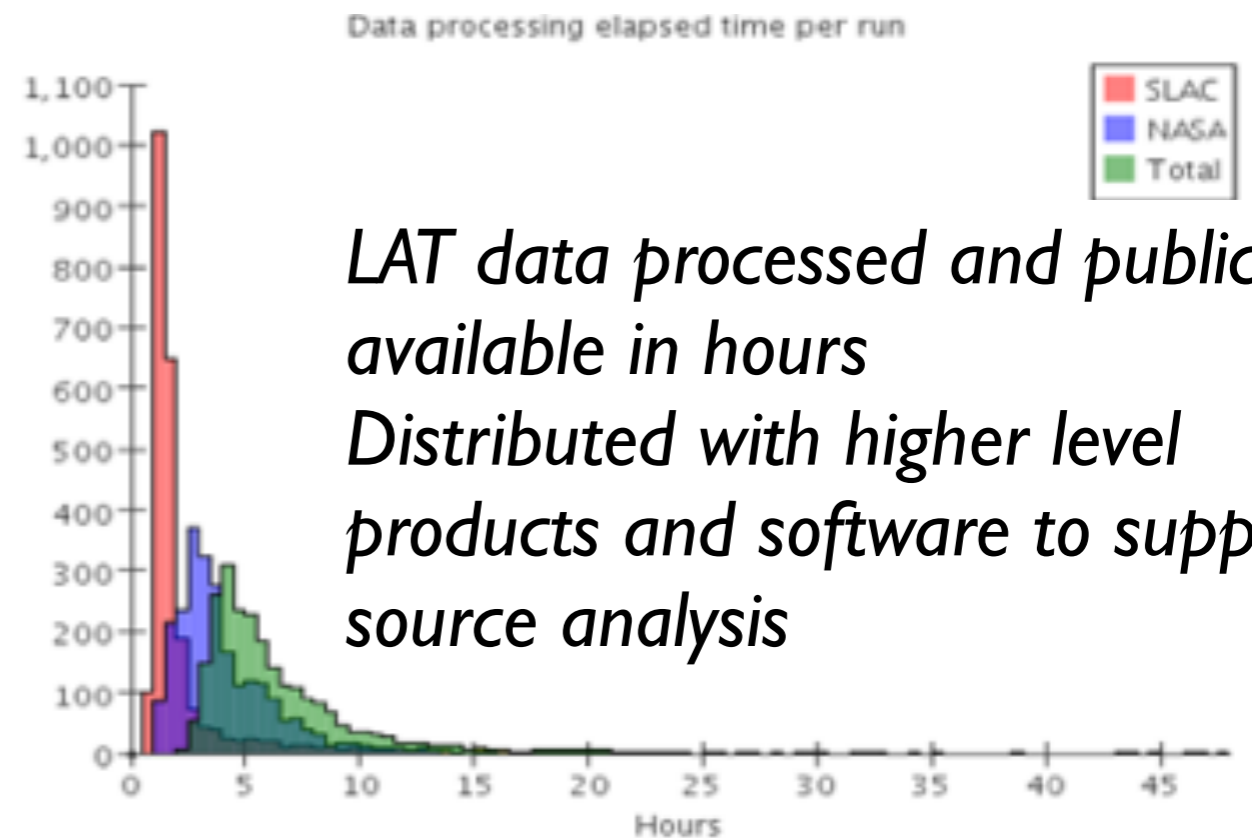 Data processing elapsed time per run
1,100
1,000
900
800
700
600
500
400
300
200
100
0
SLAC
NASA
Total
LAT data processed and public
available in hours
Distributed with higher level
products and software to supp
source analysis
0 5 10 15 20 25 30 35 40 45
Hours